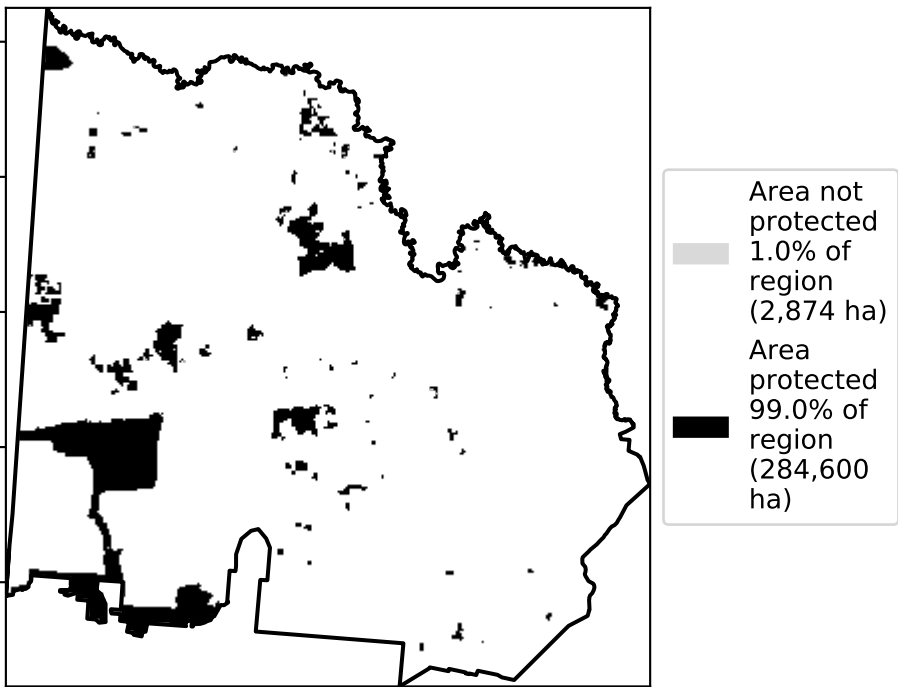 Area not
protected
1.0% of
region
(2,874 ha)
Area
protected
99.0% of
region
(284,600
ha)